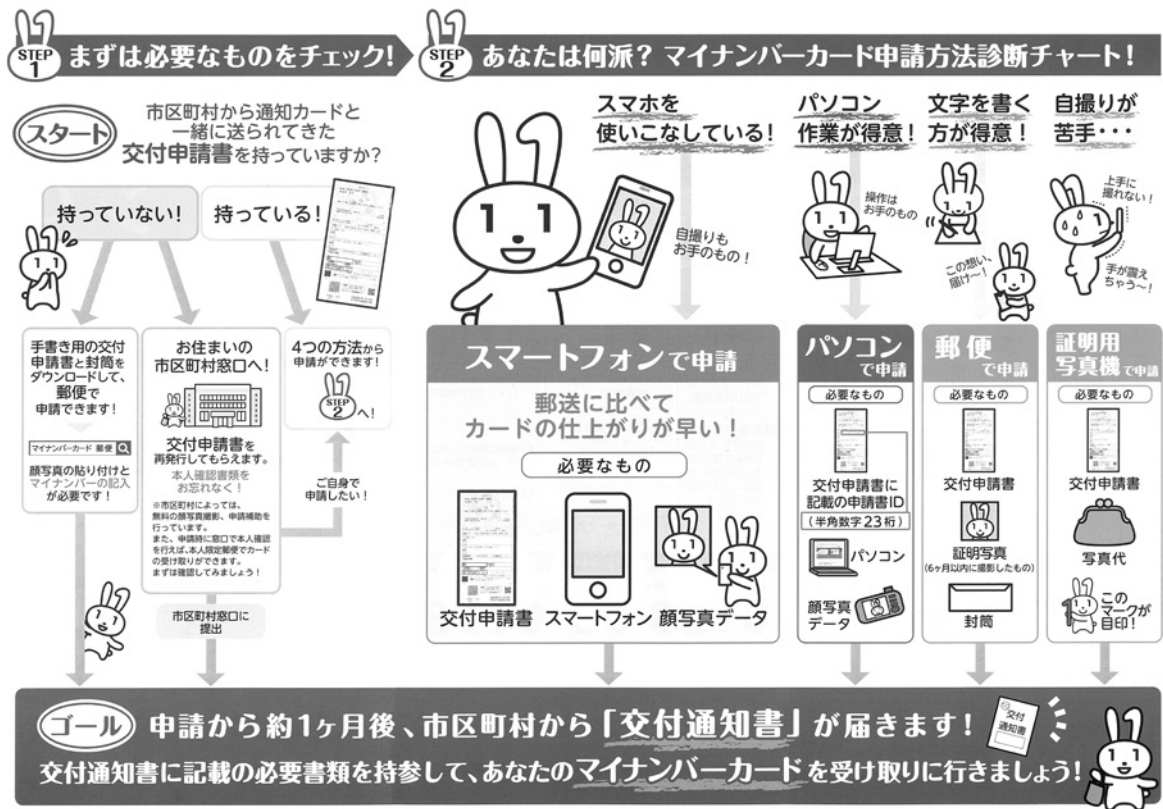 STEP 1
まずは必要なものをチェック!
スタート
市区町村から通知カードと
一緒に送られてきた
交付申請書を持っていますか?
持っていない!
持っている!
手書き用の交付
申請書と封筒を
ダウンロードして、
郵便で
申請できます!
マイナンバーカード 郵便
顔写真の貼り付けと
マイナンバーの記入
が必要です!
お住まいの
市区町村窓口へ!
交付申請書を
再発行してもらえます。
本人確認書類を
お忘れなく!
※市区町村によっては、
無料の顔写真撮影、申請補助を
行っています。
また、申請時に窓口で本人確認
を行えば、本人限定郵便でカード
の受け取りができます。
まずは確認してみましょう!
市区町村窓口に
提出
4つの方法から
申請ができます!
STEP 2 へ!
ご自身で
申請したい!
STEP 2
あなたは何派? マイナンバーカード申請方法診断チャート!
スマホを
使いこなしている!
自撮りも
お手のもの!
スマートフォンで申請
郵送に比べて
カードの仕上がりが早い!
必要なもの
交付申請書
スマートフォン
顔写真データ
パソコン
作業が得意!
操作は
お手のもの
パソコン
で申請
必要なもの
交付申請書に
記載の申請書ID
(半角数字23桁)
パソコン
顔写真
データ
文字を書く
方が得意!
この想い、
届け〜!
郵便
で申請
必要なもの
交付申請書
証明写真
(6ヶ月以内に撮影したもの)
封筒
自撮りが
苦手・・・
上手に
撮れない!
手が震え
ちゃう〜!
証明用
写真機で申請
必要なもの
交付申請書
写真代
この
マークが
目印!
ゴール
申請から約1ヶ月後、市区町村から「交付通知書」が届きます!
交付
通知書
交付通知書に記載の必要書類を持参して、あなたのマイナンバーカードを受け取りに行きましょう!